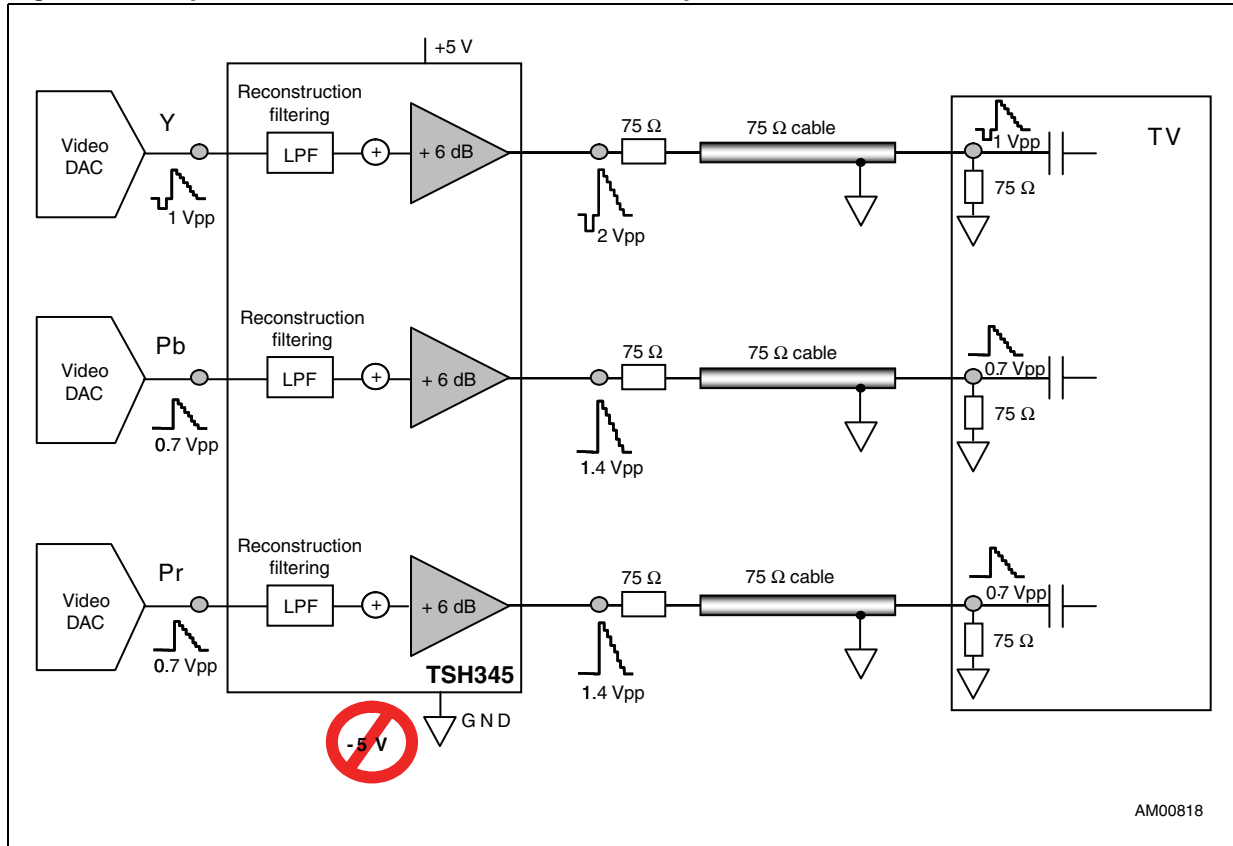 +5 V
Reconstruction
filtering
Video
DAC
Y
LPF
+
+ 6 dB
75 Ω
75 Ω cable
TV
1 Vpp
2 Vpp
1 Vpp
75 Ω
Reconstruction
filtering
Video
DAC
Pb
LPF
+
+ 6 dB
75 Ω
75 Ω cable
0.7 Vpp
1.4 Vpp
0.7 Vpp
75 Ω
Reconstruction
filtering
Video
DAC
Pr
LPF
+
+ 6 dB
75 Ω
75 Ω cable
0.7 Vpp
1.4 Vpp
0.7 Vpp
75 Ω
TSH345
GND
-5 V
AM00818